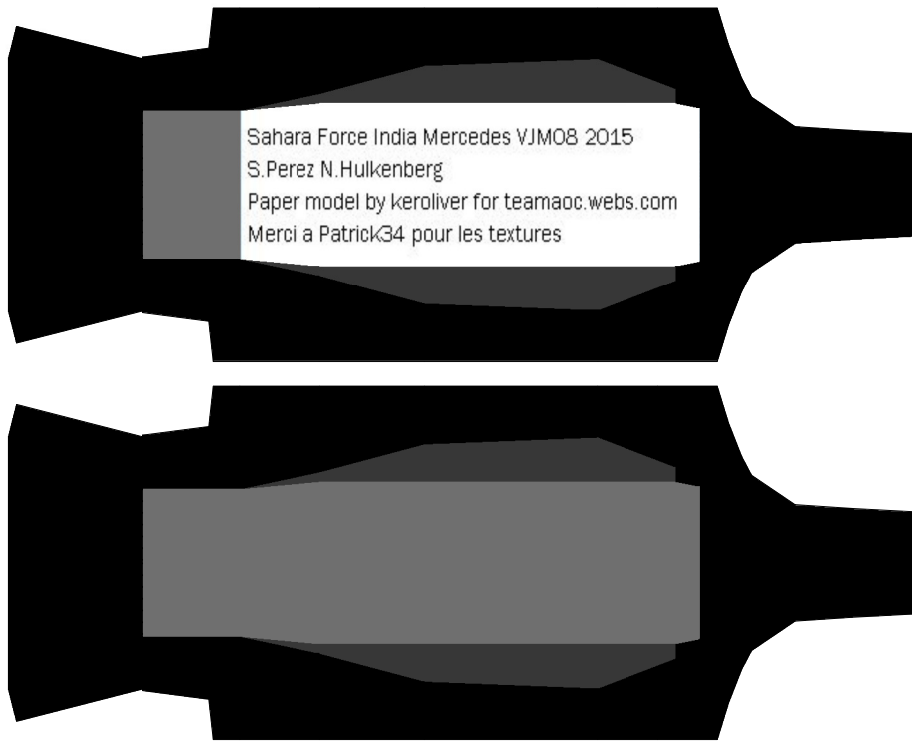 Sahara Force India Mercedes VJM08 2015
S.Perez N.Hulkenberg
Paper model by keroliver for teamaoc.webs.com
Merci a Patrick34 pour les textures